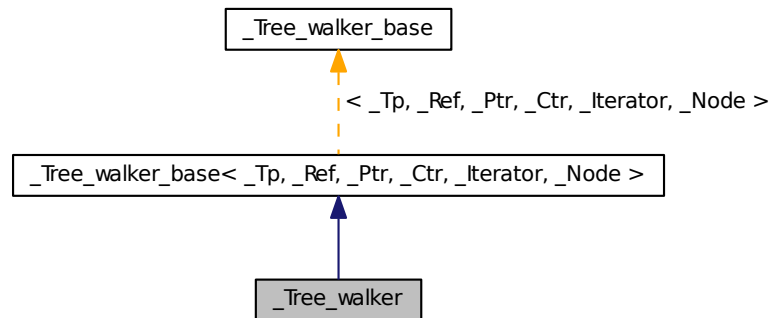 _Tree_walker_base
< _Tp, _Ref, _Ptr, _Ctr, _Iterator, _Node >
_Tree_walker_base< _Tp, _Ref, _Ptr, _Ctr, _Iterator, _Node >
_Tree_walker